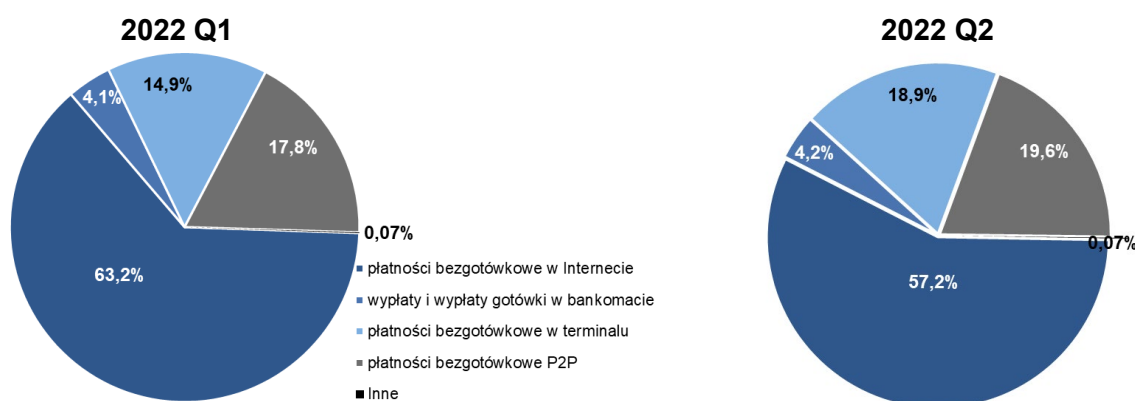 2022 Q1
4,1%
14,9%
17,8%
0,07%
63,2%
płatności bezgotówkowe w Internecie
wypłaty i wypłaty gotówki w bankomacie
płatności bezgotówkowe w terminalu
płatności bezgotówkowe P2P
Inne
2022 Q2
18,9%
4,2%
19,6%
0,07%
57,2%